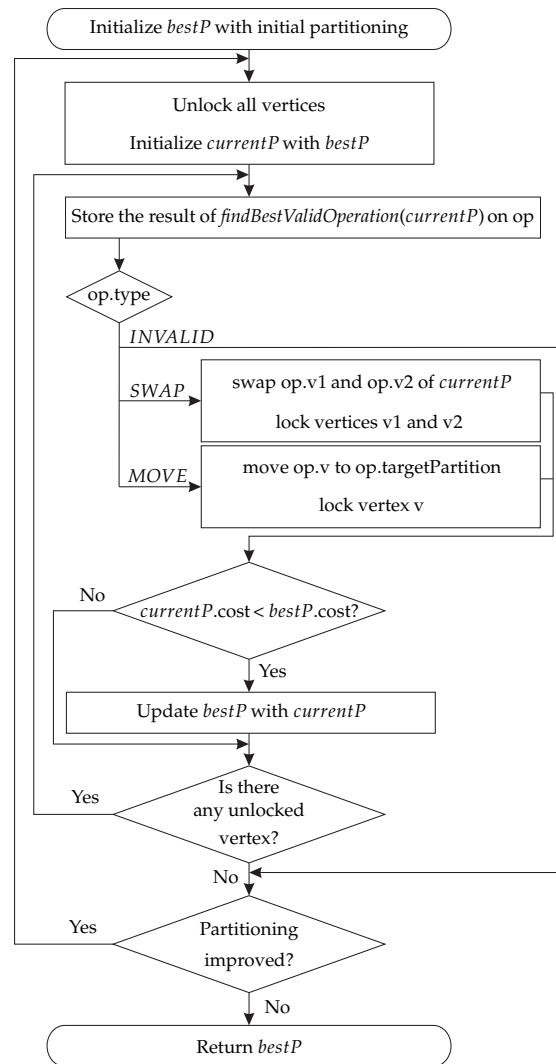 Initialize bestP with initial partitioning
Unlock all vertices
Initialize currentP with bestP
Store the result of findBestValidOperation(currentP) on op
op.type
INVALID
SWAP
swap op.v1 and op.v2 of currentP
lock vertices v1 and v2
MOVE
move op.v to op.targetPartition
lock vertex v
No
currentP.cost < bestP.cost?
Yes
Update bestP with currentP
Yes
Is there
any unlocked
vertex?
No
Yes
Partitioning
improved?
No
Return bestP